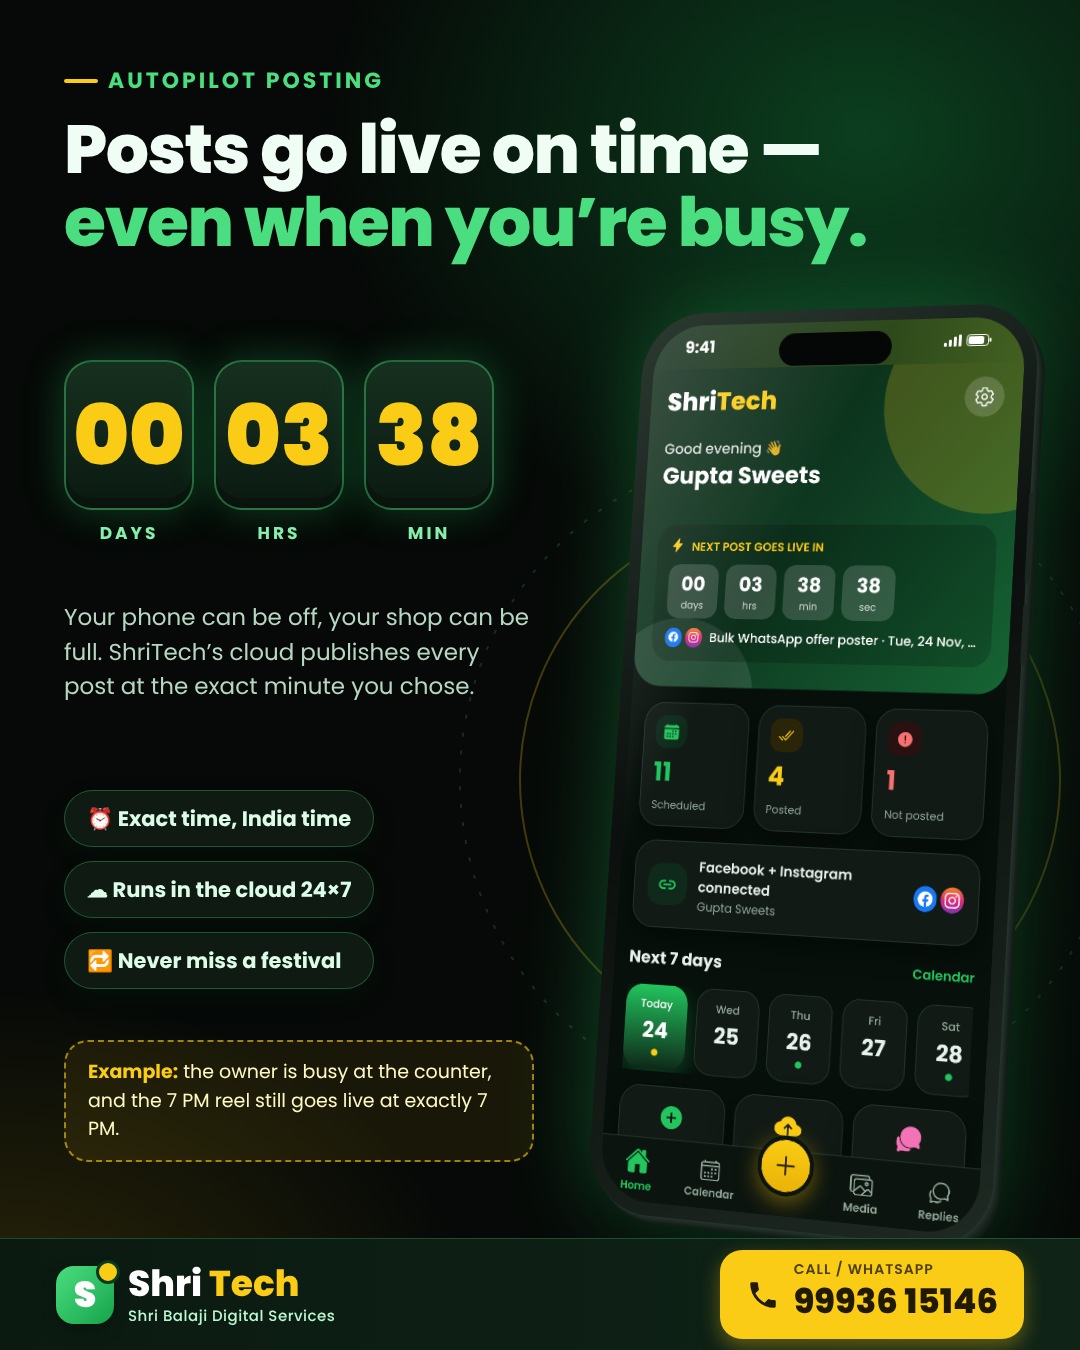 AUTOPILOT POSTING
Posts go live on time —
even when you’re busy.
00 03 38
DAYS HRS MIN
Your phone can be off, your shop can be
full. ShriTech’s cloud publishes every
post at the exact minute you chose.
⏰ Exact time, India time
☁ Runs in the cloud 24×7
🔁 Never miss a festival
Example: the owner is busy at the counter,
and the 7 PM reel still goes live at exactly 7
PM.
9:41
ShriTech
Good evening 👋
Gupta Sweets
NEXT POST GOES LIVE IN
00 03 38 38
days hrs min sec
Bulk WhatsApp offer poster · Tue, 24 Nov, ...
11 4 1
Scheduled Posted Not posted
Facebook + Instagram
connected
Gupta Sweets
Next 7 days Calendar
Today Wed Thu Fri Sat
24 25 26 27 28
Home Calendar Media Replies
S
Shri Tech
Shri Balaji Digital Services
CALL / WHATSAPP
99936 15146